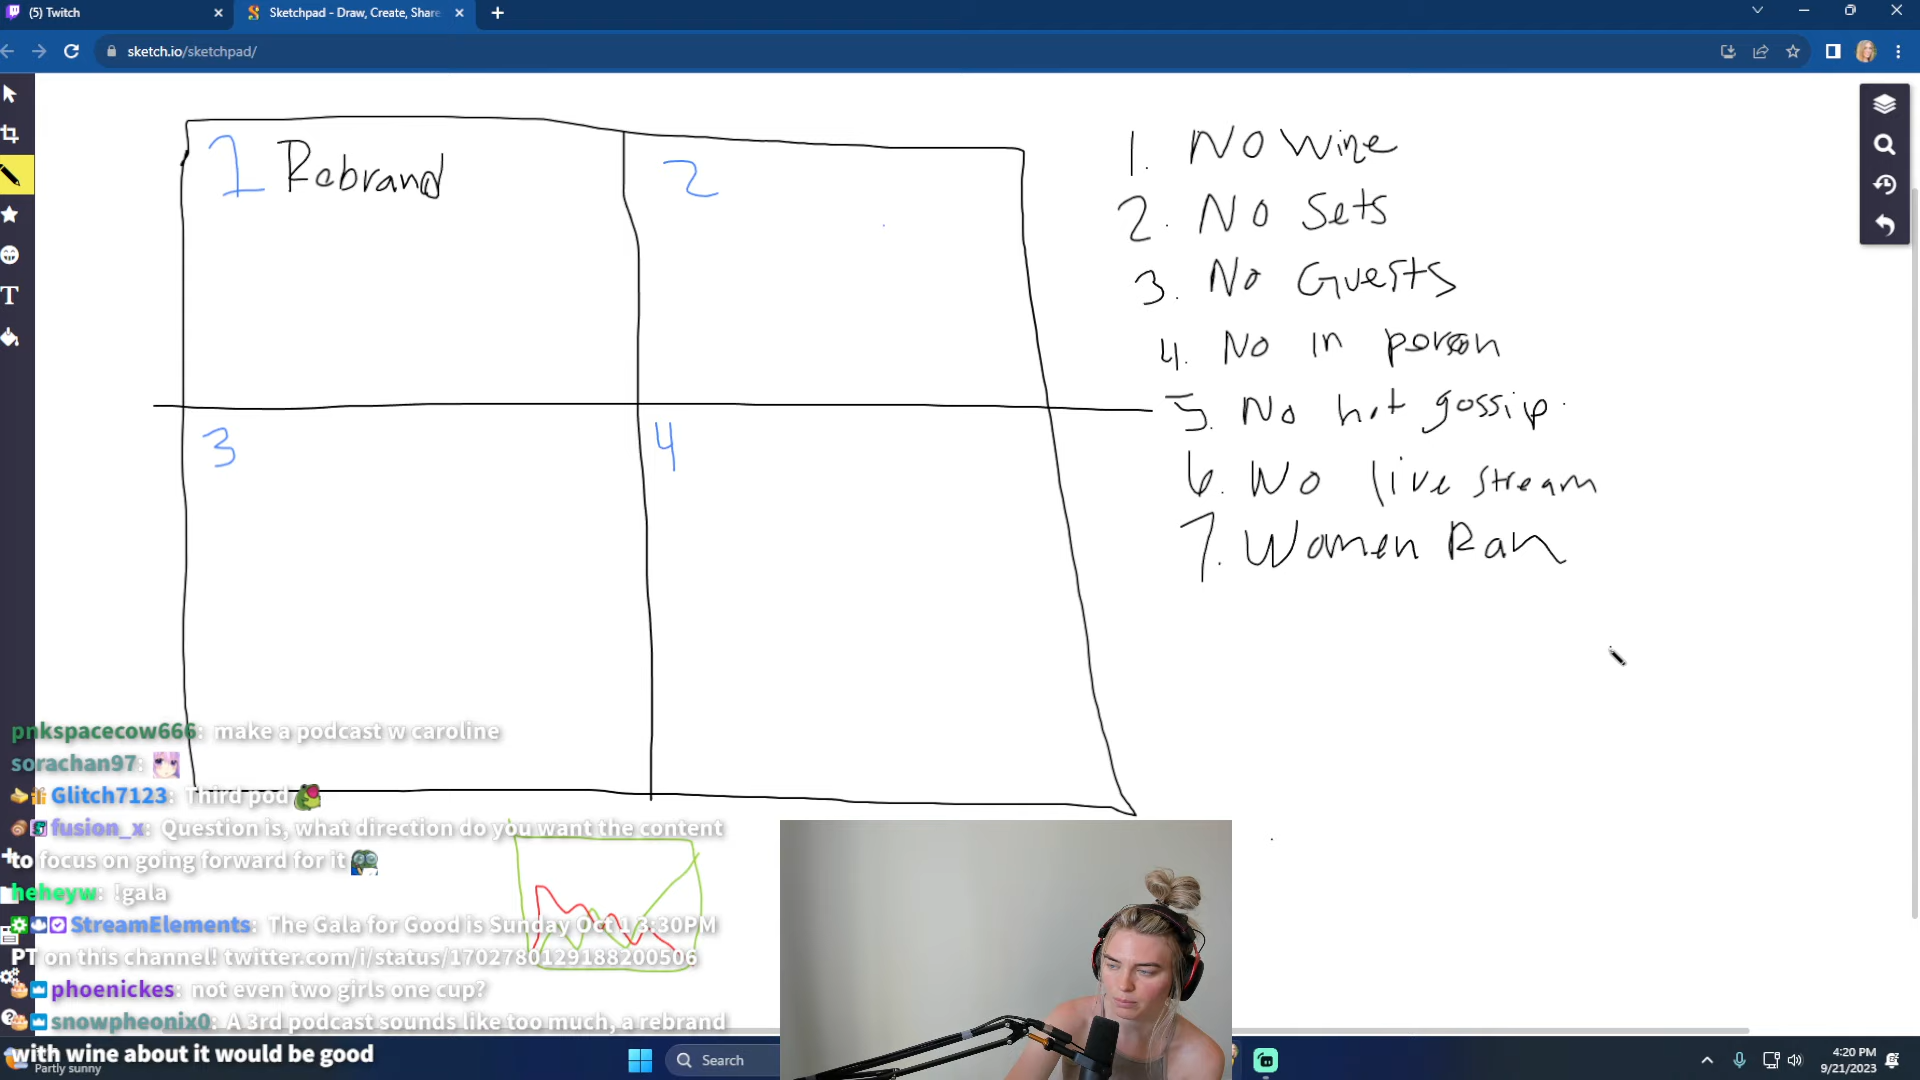 (5) Twitch
Sketchpad - Draw, Create, Share
sketch.io/sketchpad/
1 Rebrand
2
3
4
1. No Wine
2. No Sets
3. No Guests
4. No in person
5. No hot gossip
6. No live stream
7. Women Ran
pnkspacecow666: make a podcast w caroline
sorachan97:
Glitch7123: Third pod
fusion_x: Question is, what direction do you want the content
to focus on going forward for it
heheyw: !gala
StreamElements: The Gala for Good is Sunday Oct 1 3:30PM
PT on this channel! twitter.com/i/status/1702780129188200506
phoenickes: not even two girls one cup?
snowpheonix0: A 3rd podcast sounds like too much, a rebrand
with wine about it would be good
Partly sunny
Search
4:20 PM
9/21/2023